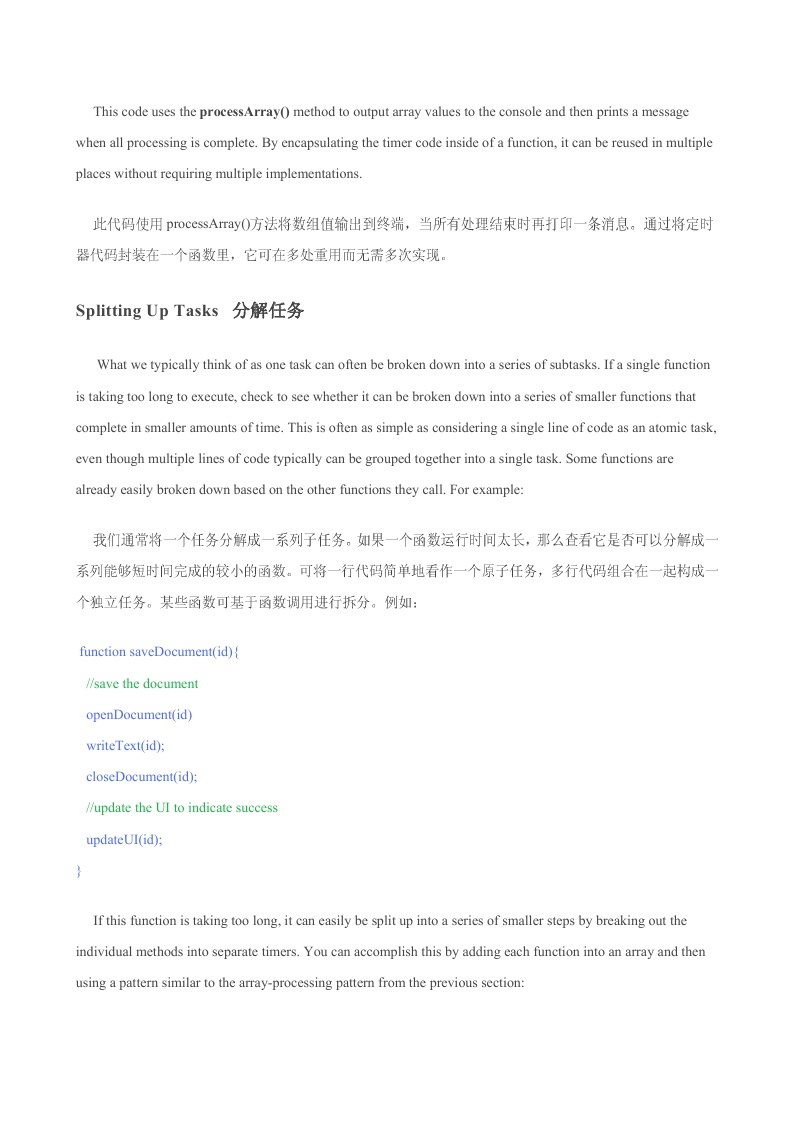 This code uses the processArray() method to output array values to the console and then prints a message
when all processing is complete. By encapsulating the timer code inside of a function, it can be reused in multiple
places without requiring multiple implementations.
此代码使用 processArray()方法将数组值输出到终端，当所有处理结束时再打印一条消息。通过将定时
器代码封装在一个函数里，它可在多处重用而无需多次实现。
Splitting Up Tasks 分解任务
What we typically think of as one task can often be broken down into a series of subtasks. If a single function
is taking too long to execute, check to see whether it can be broken down into a series of smaller functions that
complete in smaller amounts of time. This is often as simple as considering a single line of code as an atomic task,
even though multiple lines of code typically can be grouped together into a single task. Some functions are
already easily broken down based on the other functions they call. For example:
我们通常将一个任务分解成一系列子任务。如果一个函数运行时间太长，那么查看它是否可以分解成一
系列能够短时间完成的较小的函数。可将一行代码简单地看作一个原子任务，多行代码组合在一起构成一
个独立任务。某些函数可基于函数调用进行拆分。例如：
function saveDocument(id){
//save the document
openDocument(id)
writeText(id);
closeDocument(id);
//update the UI to indicate success
updateUI(id);
}
If this function is taking too long, it can easily be split up into a series of smaller steps by breaking out the
individual methods into separate timers. You can accomplish this by adding each function into an array and then
using a pattern similar to the array-processing pattern from the previous section: